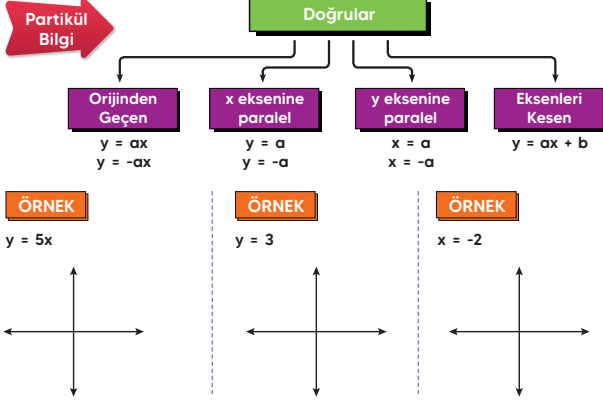 Partikül
Bilgi
Doğrular
Orijinden
Geçen
y = ax
y = -ax
x eksenine
paralel
y = a
y = -a
y eksenine
paralel
x = a
x = -a
Eksenleri
Kesen
y = ax + b
ÖRNEK
y = 5x
ÖRNEK
y = 3
ÖRNEK
x = -2